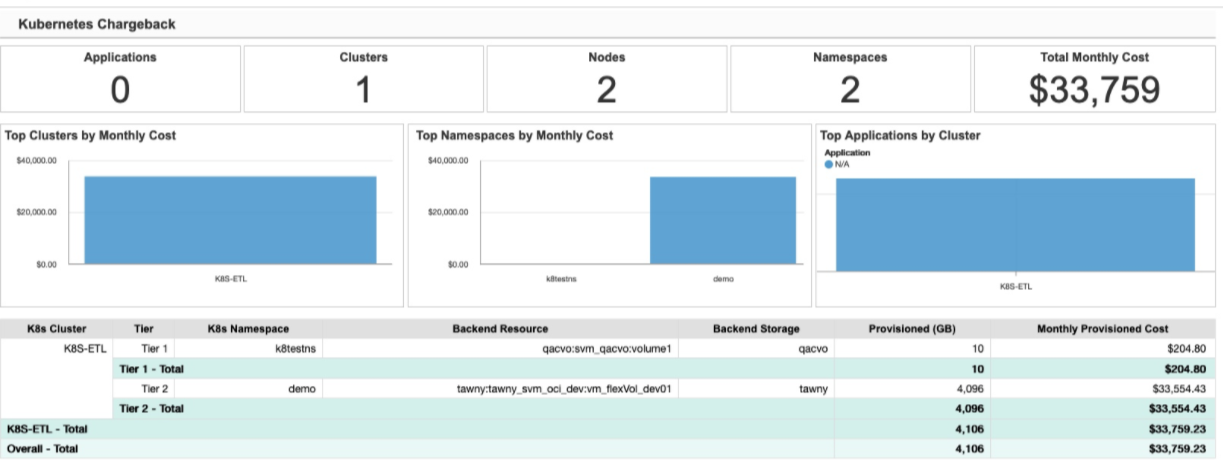 Kubernetes Chargeback
Applications Clusters Nodes Namespaces Total Monthly Cost
0 1 2 2 $33,759
Top Clusters by Monthly Cost
$40,000.00
$20,000.00
$0.00
K8S-ETL
Top Namespaces by Monthly Cost
$40,000.00
$20,000.00
$0.00
k8testns demo
Top Applications by Cluster
Application
N/A
K8S-ETL
K8s Cluster Tier K8s Namespace Backend Resource Backend Storage Provisioned (GB) Monthly Provisioned Cost
K8S-ETL Tier 1 k8testns qacvo:svm_qacvo:volume1 qacvo 10 $204.80
Tier 1 - Total 10 $204.80
Tier 2 demo tawny:tawny_svm_oci_dev:vm_flexVol_dev01 tawny 4,096 $33,554.43
Tier 2 - Total 4,096 $33,554.43
K8S-ETL - Total 4,106 $33,759.23
Overall - Total 4,106 $33,759.23